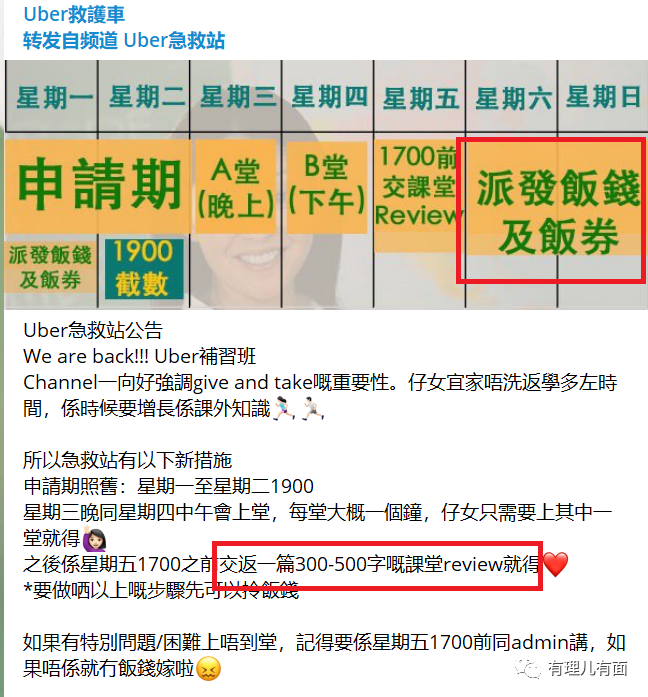 Uber救護車
转发自频道 Uber急救站
星期一 星期二 星期三 星期四 星期五 星期六 星期日
申請期
A堂
(晚上)
B堂
(下午)
1700前
交課堂
Review
派發飯錢
及飯券
派發飯錢
及飯券
1900
截數
Uber急救站公告
We are back!!! Uber補習班
Channel一向好強調give and take嘅重要性。仔女宜家唔洗返學多左時
間，係時候要增長係課外知識🏃🏻‍♀️🏃🏻
所以急救站有以下新措施
申請期照舊：星期一至星期二1900
星期三晚同星期四中午會上堂，每堂大概一個鐘，仔女只需要上其中一
堂就得🙋🏻‍♀️
之後係星期五1700之前交返一篇300-500字嘅課堂review就得❤️
*要做哂以上嘅步驟先可以拎飯錢
如果有特別問題/困難上唔到堂，記得要係星期五1700前同admin講，如
果唔係就冇飯錢嫁啦😖
有理儿有面